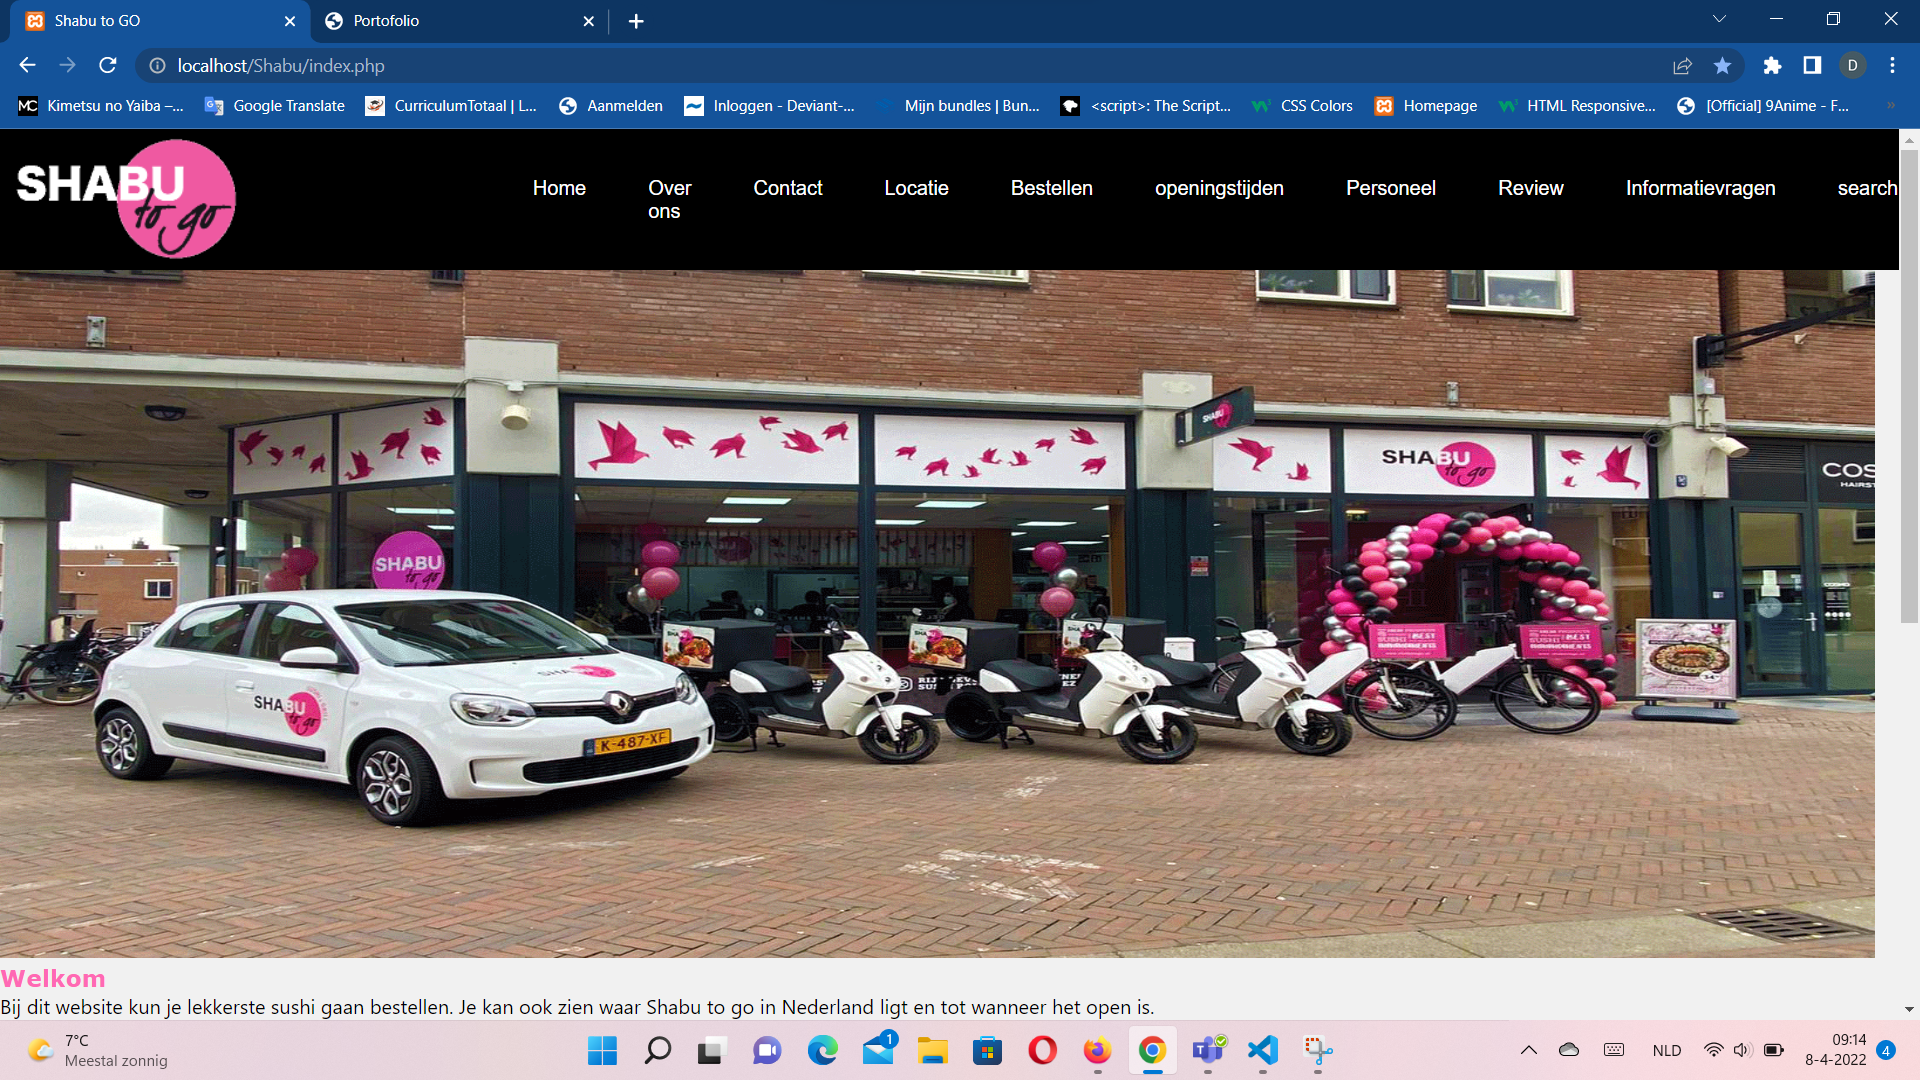 Shabu to GO
Portofolio
localhost/Shabu/index.php
D
Kimetsu no Yaiba –...
Google Translate
CurriculumTotaal | L...
Aanmelden
Inloggen - Deviant-...
Mijn bundles | Bun...
<script>: The Script...
CSS Colors
Homepage
HTML Responsive...
[Official] 9Anime - F...
SHABU
to go
Home
Over
ons
Contact
Locatie
Bestellen
openingstijden
Personeel
Review
Informatievragen
search
SHABU
SHABU
to go
COS
HAIRS
SHABU
to go
SHABU
to go
K-487-XF
Welkom
Bij dit website kun je lekkerste sushi gaan bestellen. Je kan ook zien waar Shabu to go in Nederland ligt en tot wanneer het open is.
7°C
Meestal zonnig
1
NLD
09:14
8-4-2022
4